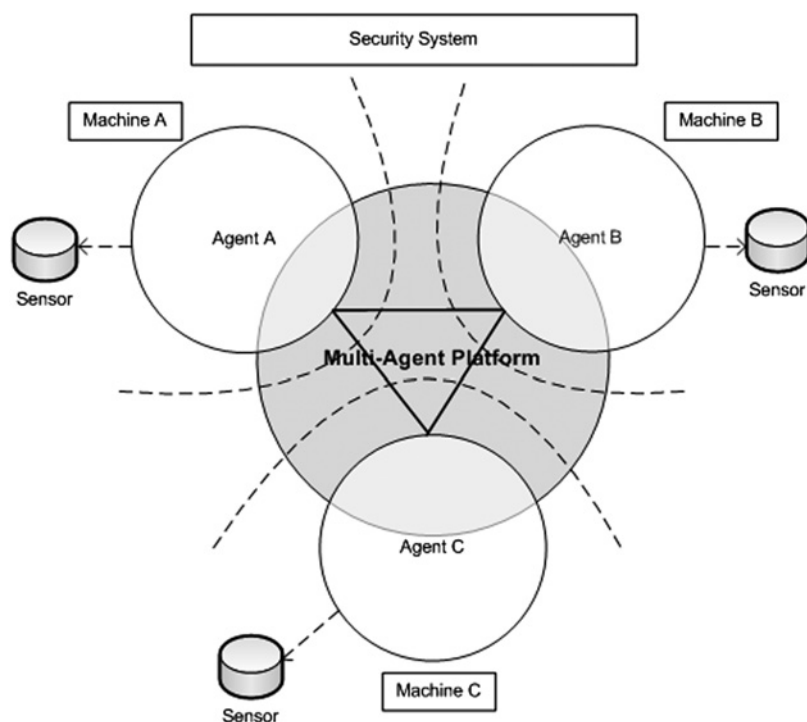 Security System
Machine A
Machine B
Agent A
Agent B
Sensor
Sensor
Multi-Agent Platform
Agent C
Machine C
Sensor